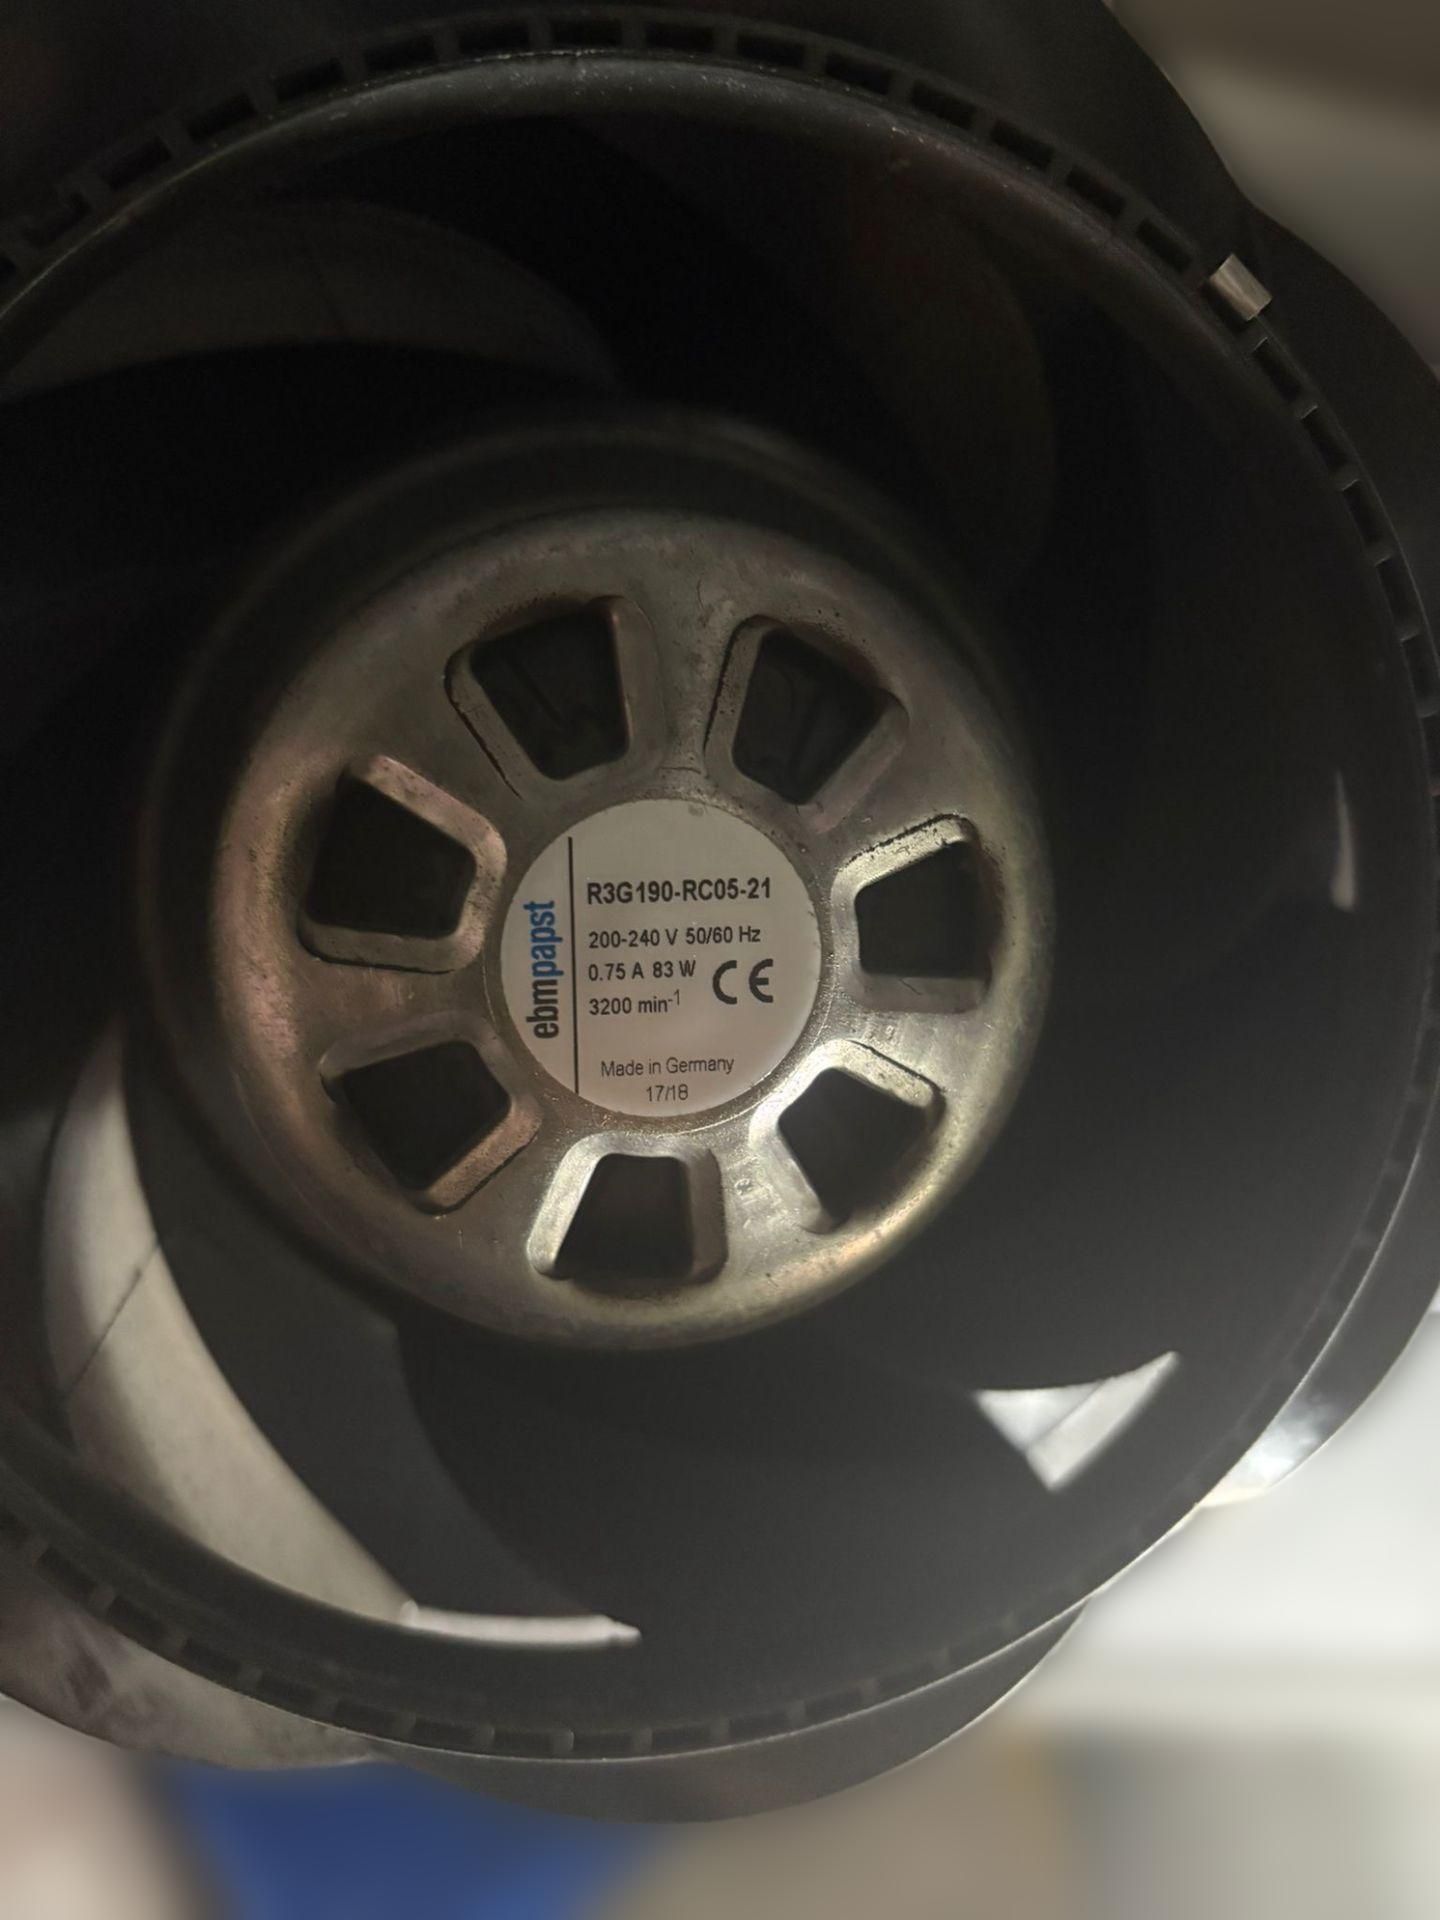 ebmpapst
R3G190-RC05-21
200-240 V 50/60 Hz
0.75 A 83 W CE
3200 min-1
Made in Germany
17/18